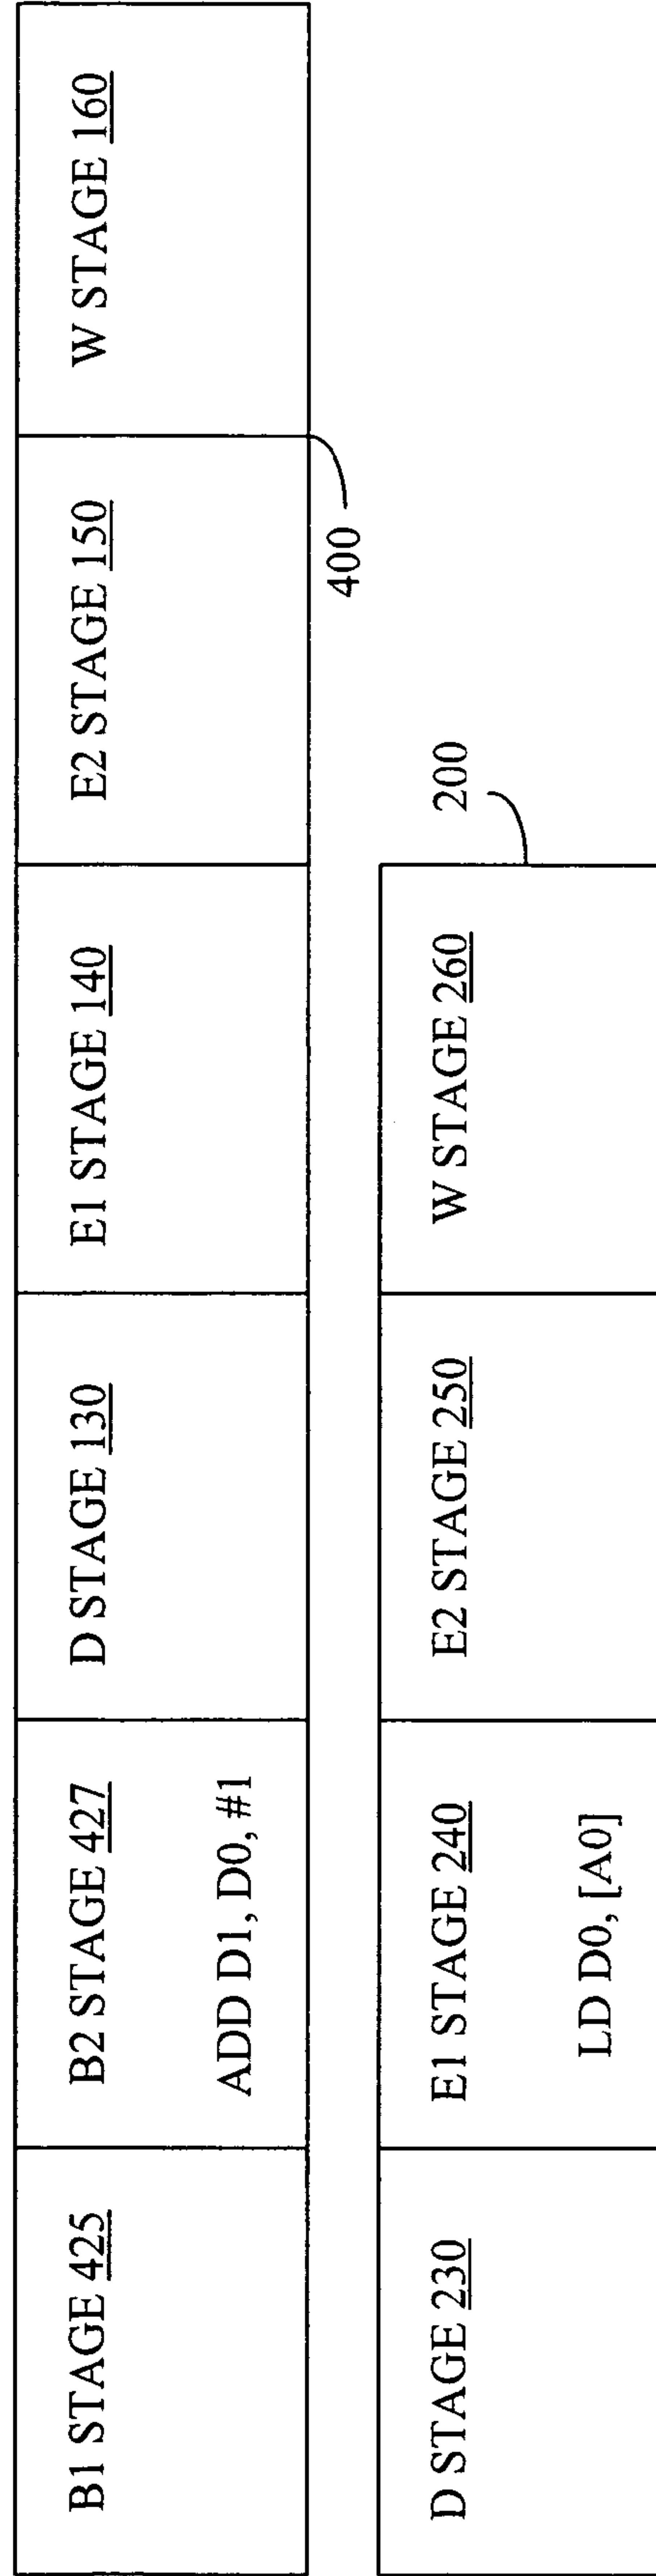 B1 STAGE 425
B2 STAGE 427
ADD D1, D0, #1
D STAGE 130
E1 STAGE 140
E2 STAGE 150
W STAGE 160
400
D STAGE 230
E1 STAGE 240
LD D0, [A0]
E2 STAGE 250
W STAGE 260
200